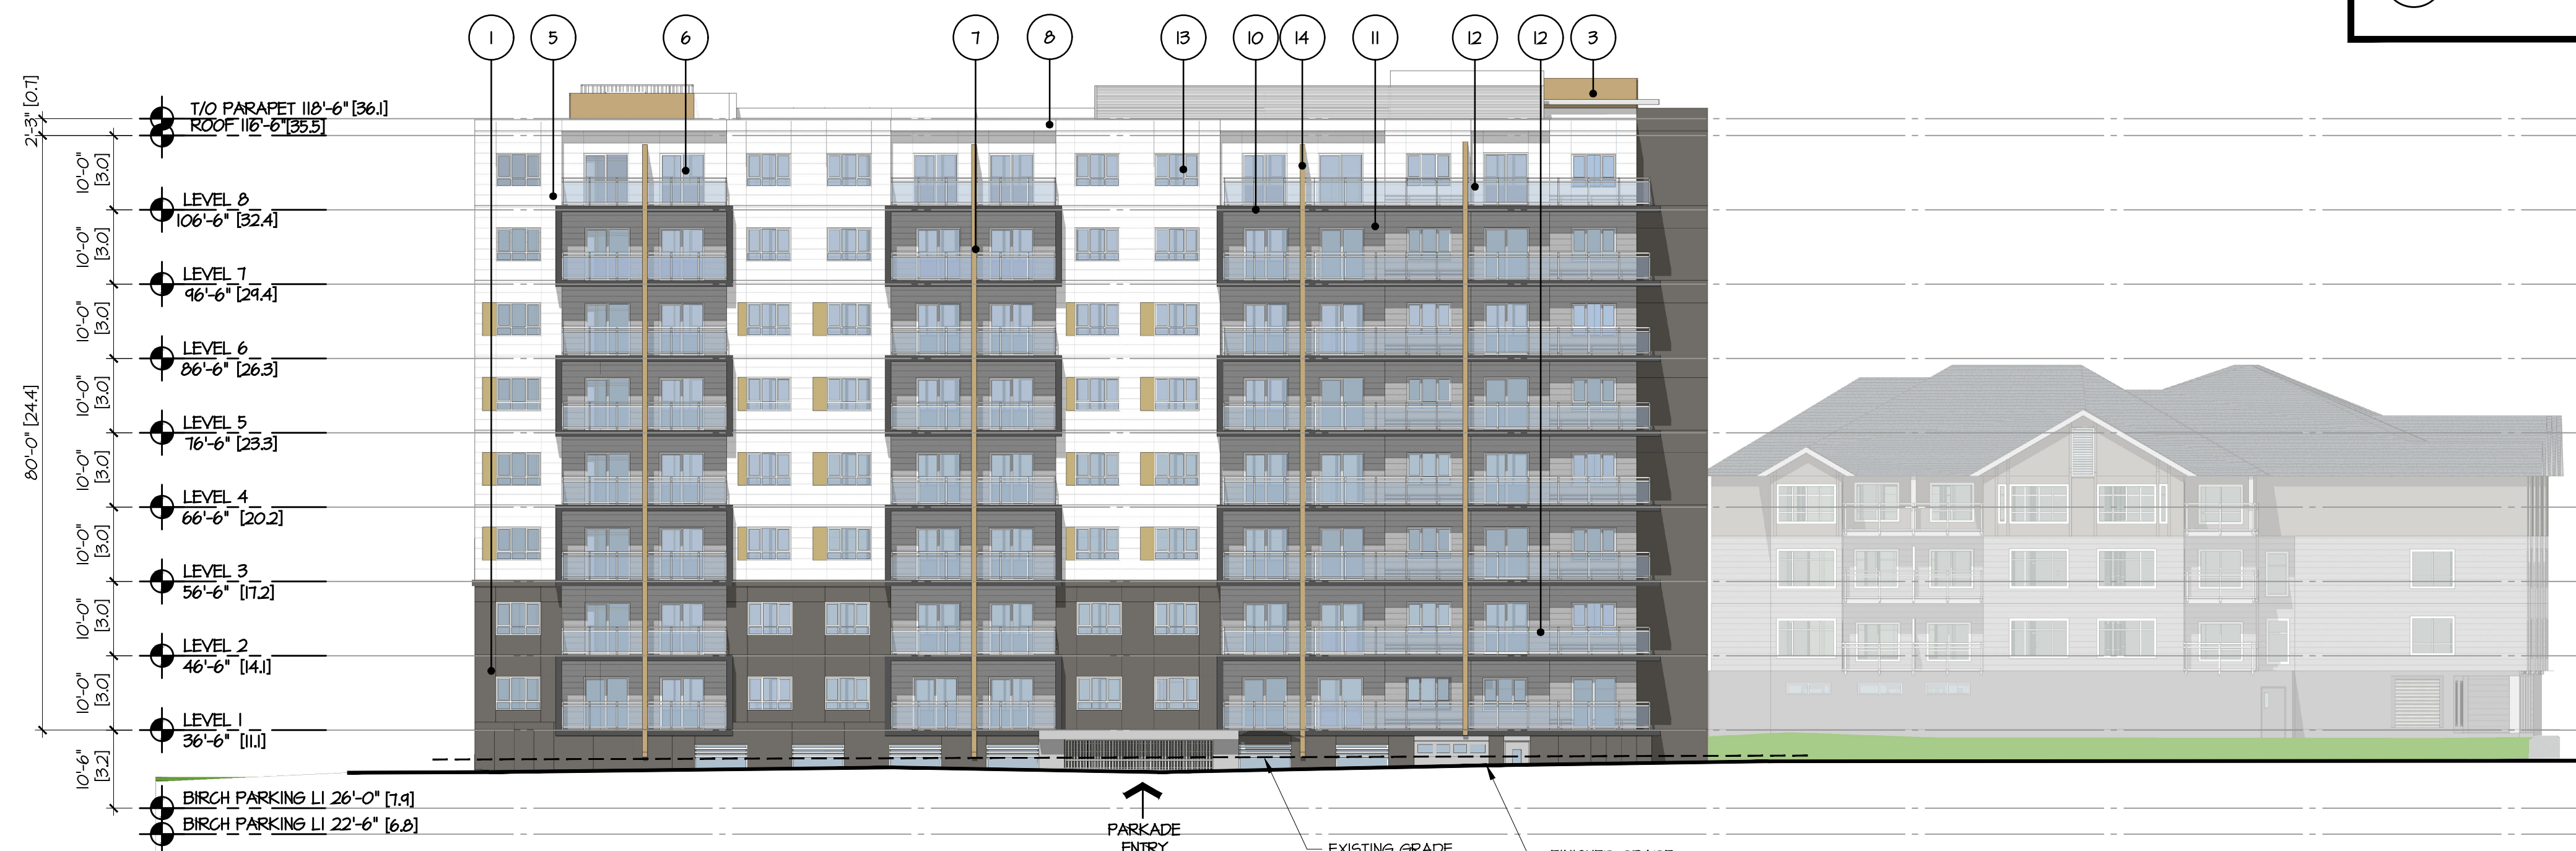 1 5 6 7 8 13 10 14 11 12 12 3
2'-3" [0.7]
T/O PARAPET 118'-6" [36.1]
ROOF 116'-6" [35.5]
10'-0" [3.0]
LEVEL 8
106'-6" [32.4]
10'-0" [3.0]
LEVEL 7
96'-6" [29.4]
10'-0" [3.0]
LEVEL 6
86'-6" [26.3]
80'-0" [24.4]
10'-0" [3.0]
LEVEL 5
76'-6" [23.3]
10'-0" [3.0]
LEVEL 4
66'-6" [20.2]
10'-0" [3.0]
LEVEL 3
56'-6" [17.2]
10'-0" [3.0]
LEVEL 2
46'-6" [14.1]
10'-0" [3.0]
LEVEL 1
36'-6" [11.1]
10'-6" [3.2]
BIRCH PARKING L1 26'-0" [7.9]
BIRCH PARKING L1 22'-6" [6.8]
PARKADE
ENTRY
EXISTING GRADE